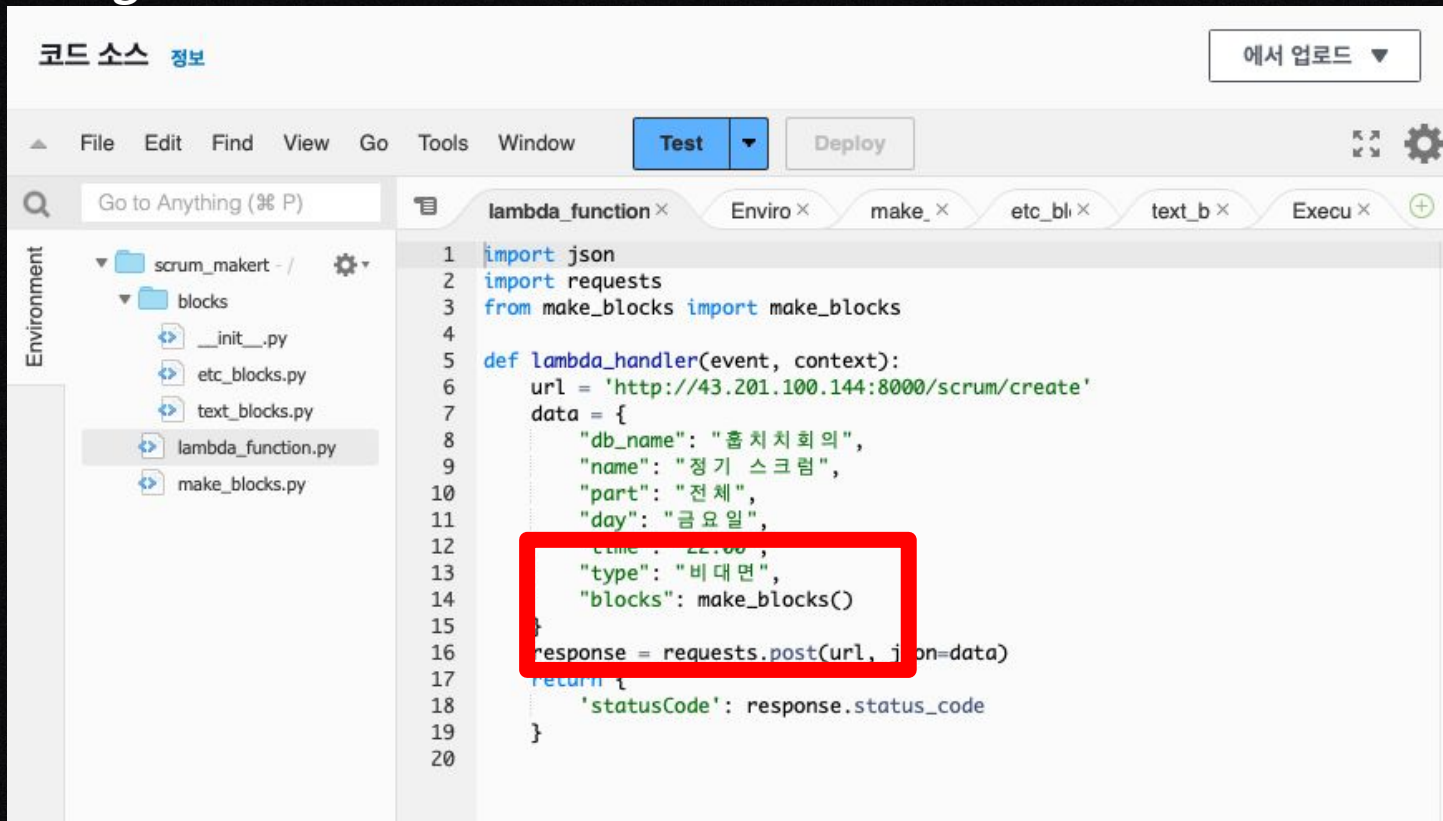 코드 소스 정보
에서 업로드 ▼
File Edit Find View Go Tools Window Test Deploy
Go to Anything (⌘ P)
lambda_function × Enviro × make_ × etc_bl × text_b × Execu ×
Environment
scrum_makert - /
blocks
__init__.py
etc_blocks.py
text_blocks.py
lambda_function.py
make_blocks.py
1 import json
2 import requests
3 from make_blocks import make_blocks
4
5 def lambda_handler(event, context):
6 url = 'http://43.201.100.144:8000/scrum/create'
7 data = {
8 "db_name": "훕치치회의",
9 "name": "정기 스크럼",
10 "part": "전체",
11 "day": "금요일",
12 "time": "22:00",
13 "type": "비대면",
14 "blocks": make_blocks()
15 }
16 response = requests.post(url, json=data)
17 return {
18 'statusCode': response.status_code
19 }
20